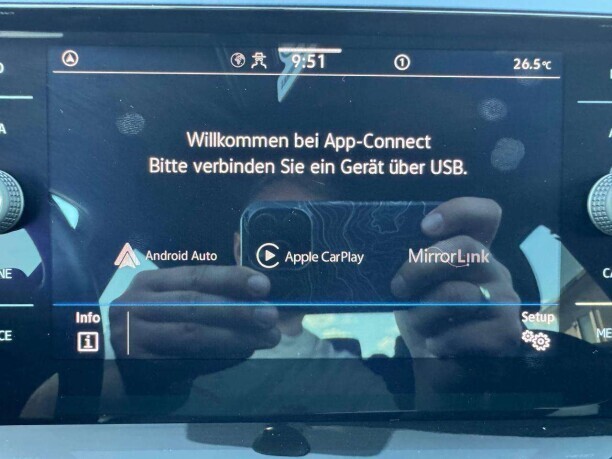 9:51
1
26.5°C
Willkommen bei App-Connect
Bitte verbinden Sie ein Gerät über USB.
Android Auto
Apple CarPlay
MirrorLink
Info
i
Setup